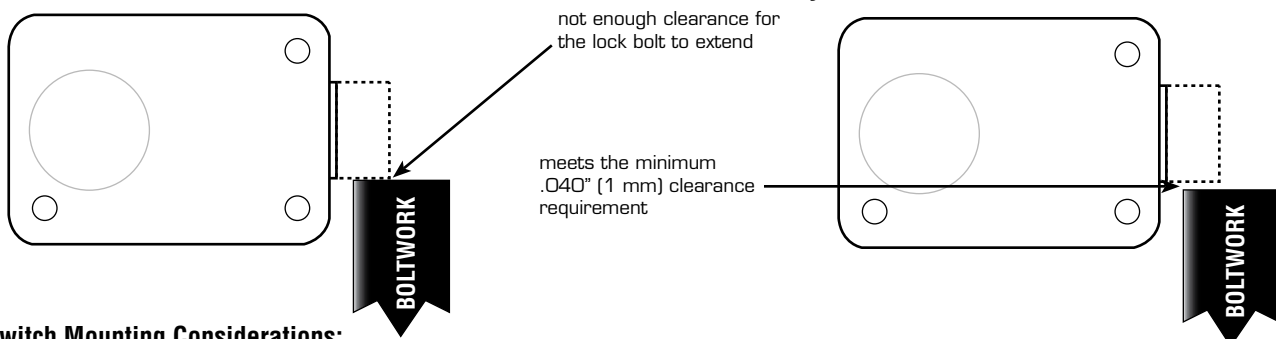 not enough clearance for
the lock bolt to extend
meets the minimum
.040” (1 mm) clearance
requirement
BOLTWORK
BOLTWORK
Mounting Considerations: